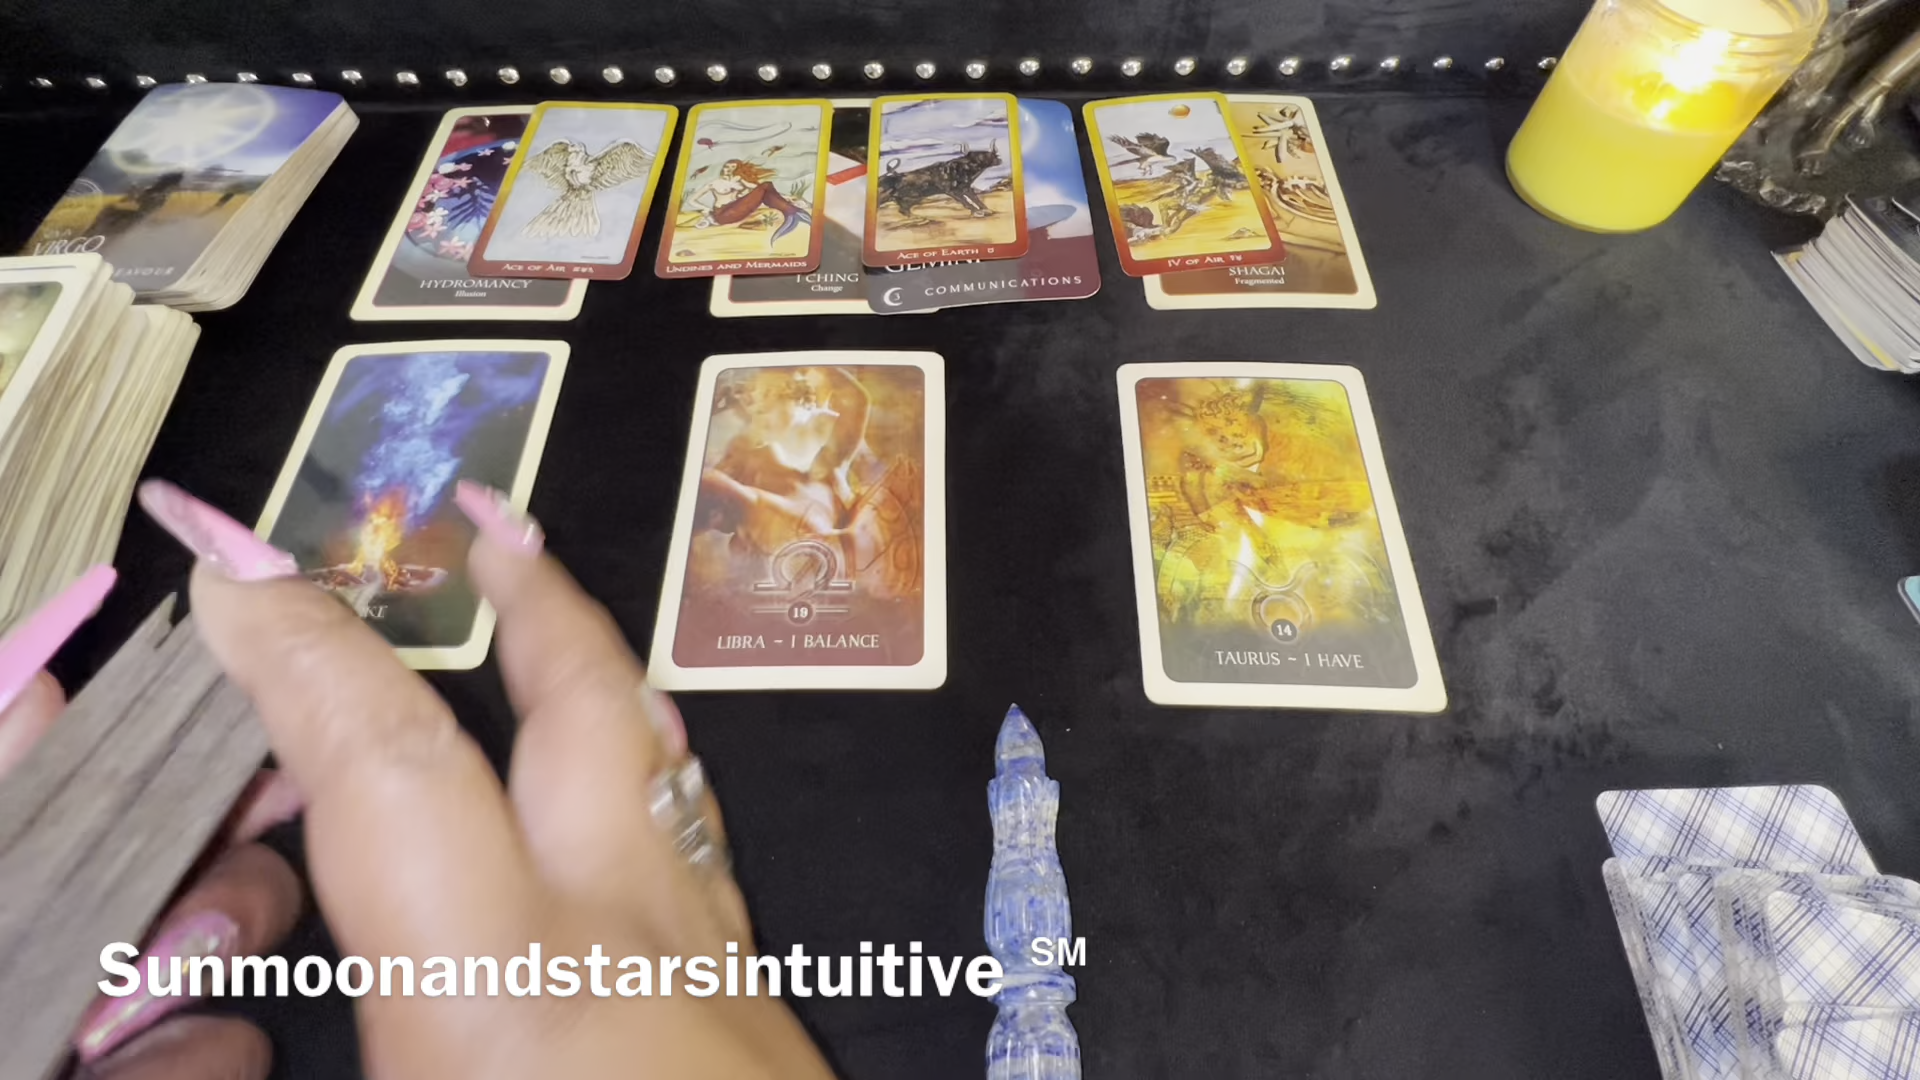 VIRGO
HYDROMANCY
Illusion
ACE OF AIR
UNDINES AND MERMAIDS
I CHING
Change
ACE OF EARTH
GEMINI
3 COMMUNICATIONS
IV OF AIR
SHAGAI
Fragmented
19
LIBRA ~ I BALANCE
14
TAURUS ~ I HAVE
Sunmoonandstarsintuitive SM